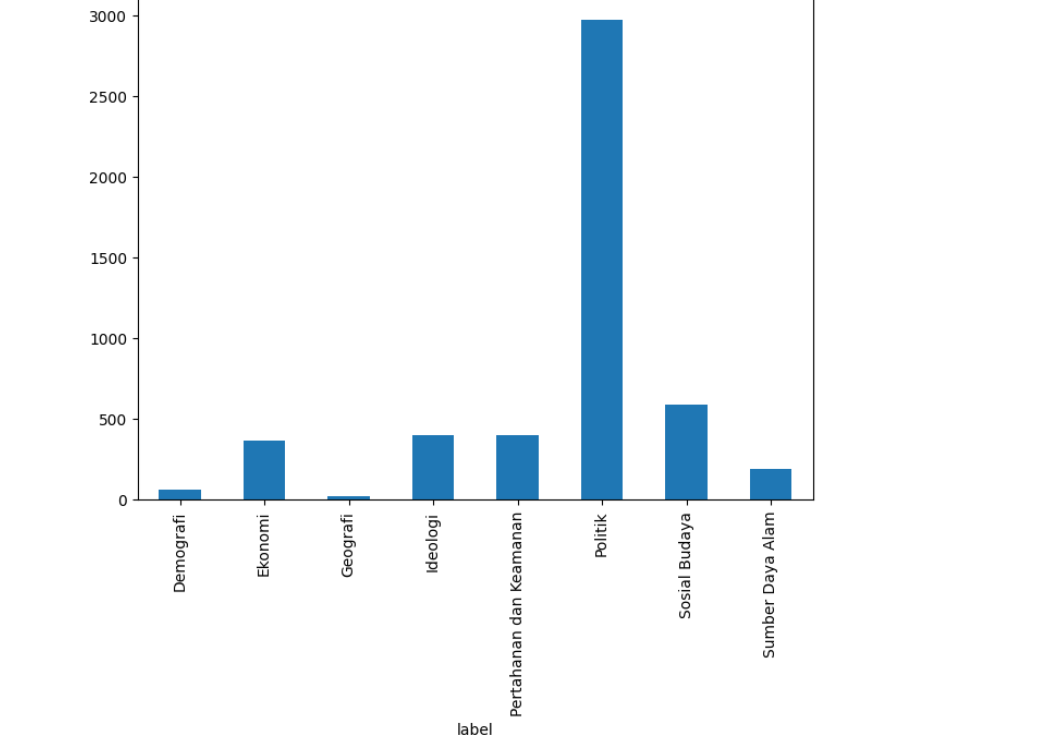 3000
2500
2000
1500
1000
500
0
Demografi
Ekonomi
Geografi
Ideologi
Pertahanan dan Keamanan
Politik
Sosial Budaya
Sumber Daya Alam
label